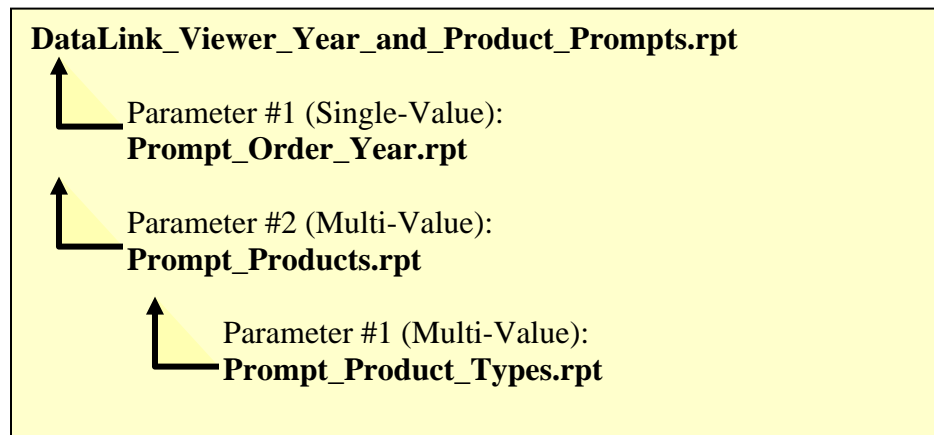 DataLink_Viewer_Year_and_Product_Prompts.rpt
Parameter #1 (Single-Value):
Prompt_Order_Year.rpt
Parameter #2 (Multi-Value):
Prompt_Products.rpt
Parameter #1 (Multi-Value):
Prompt_Product_Types.rpt